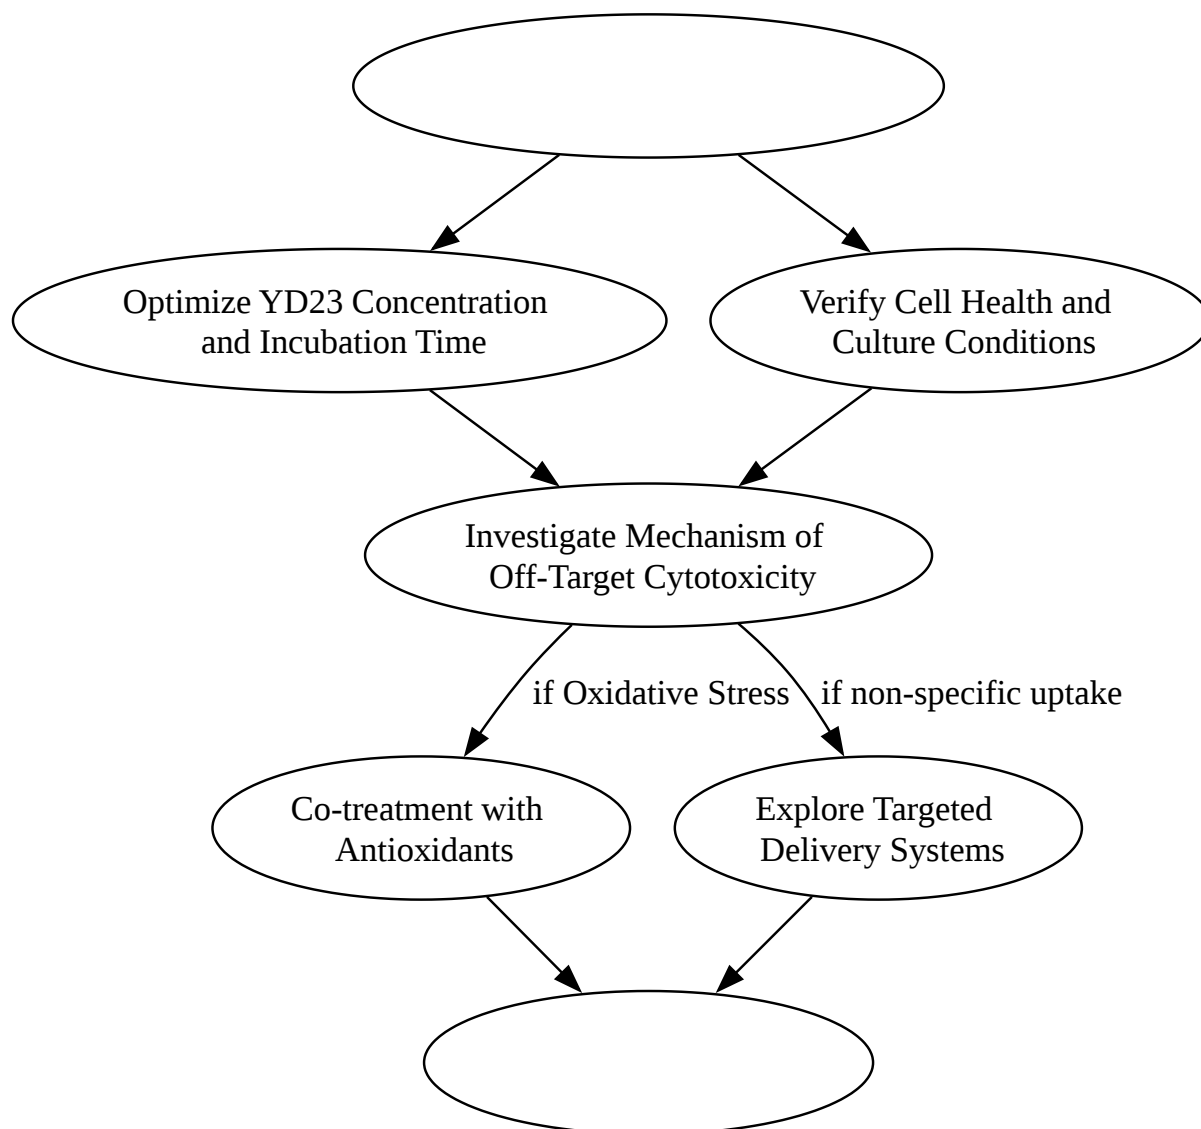 Optimize YD23 Concentration
and Incubation Time
Verify Cell Health and
Culture Conditions
Investigate Mechanism of
Off-Target Cytotoxicity
if Oxidative Stress
if non-specific uptake
Co-treatment with
Antioxidants
Explore Targeted
Delivery Systems